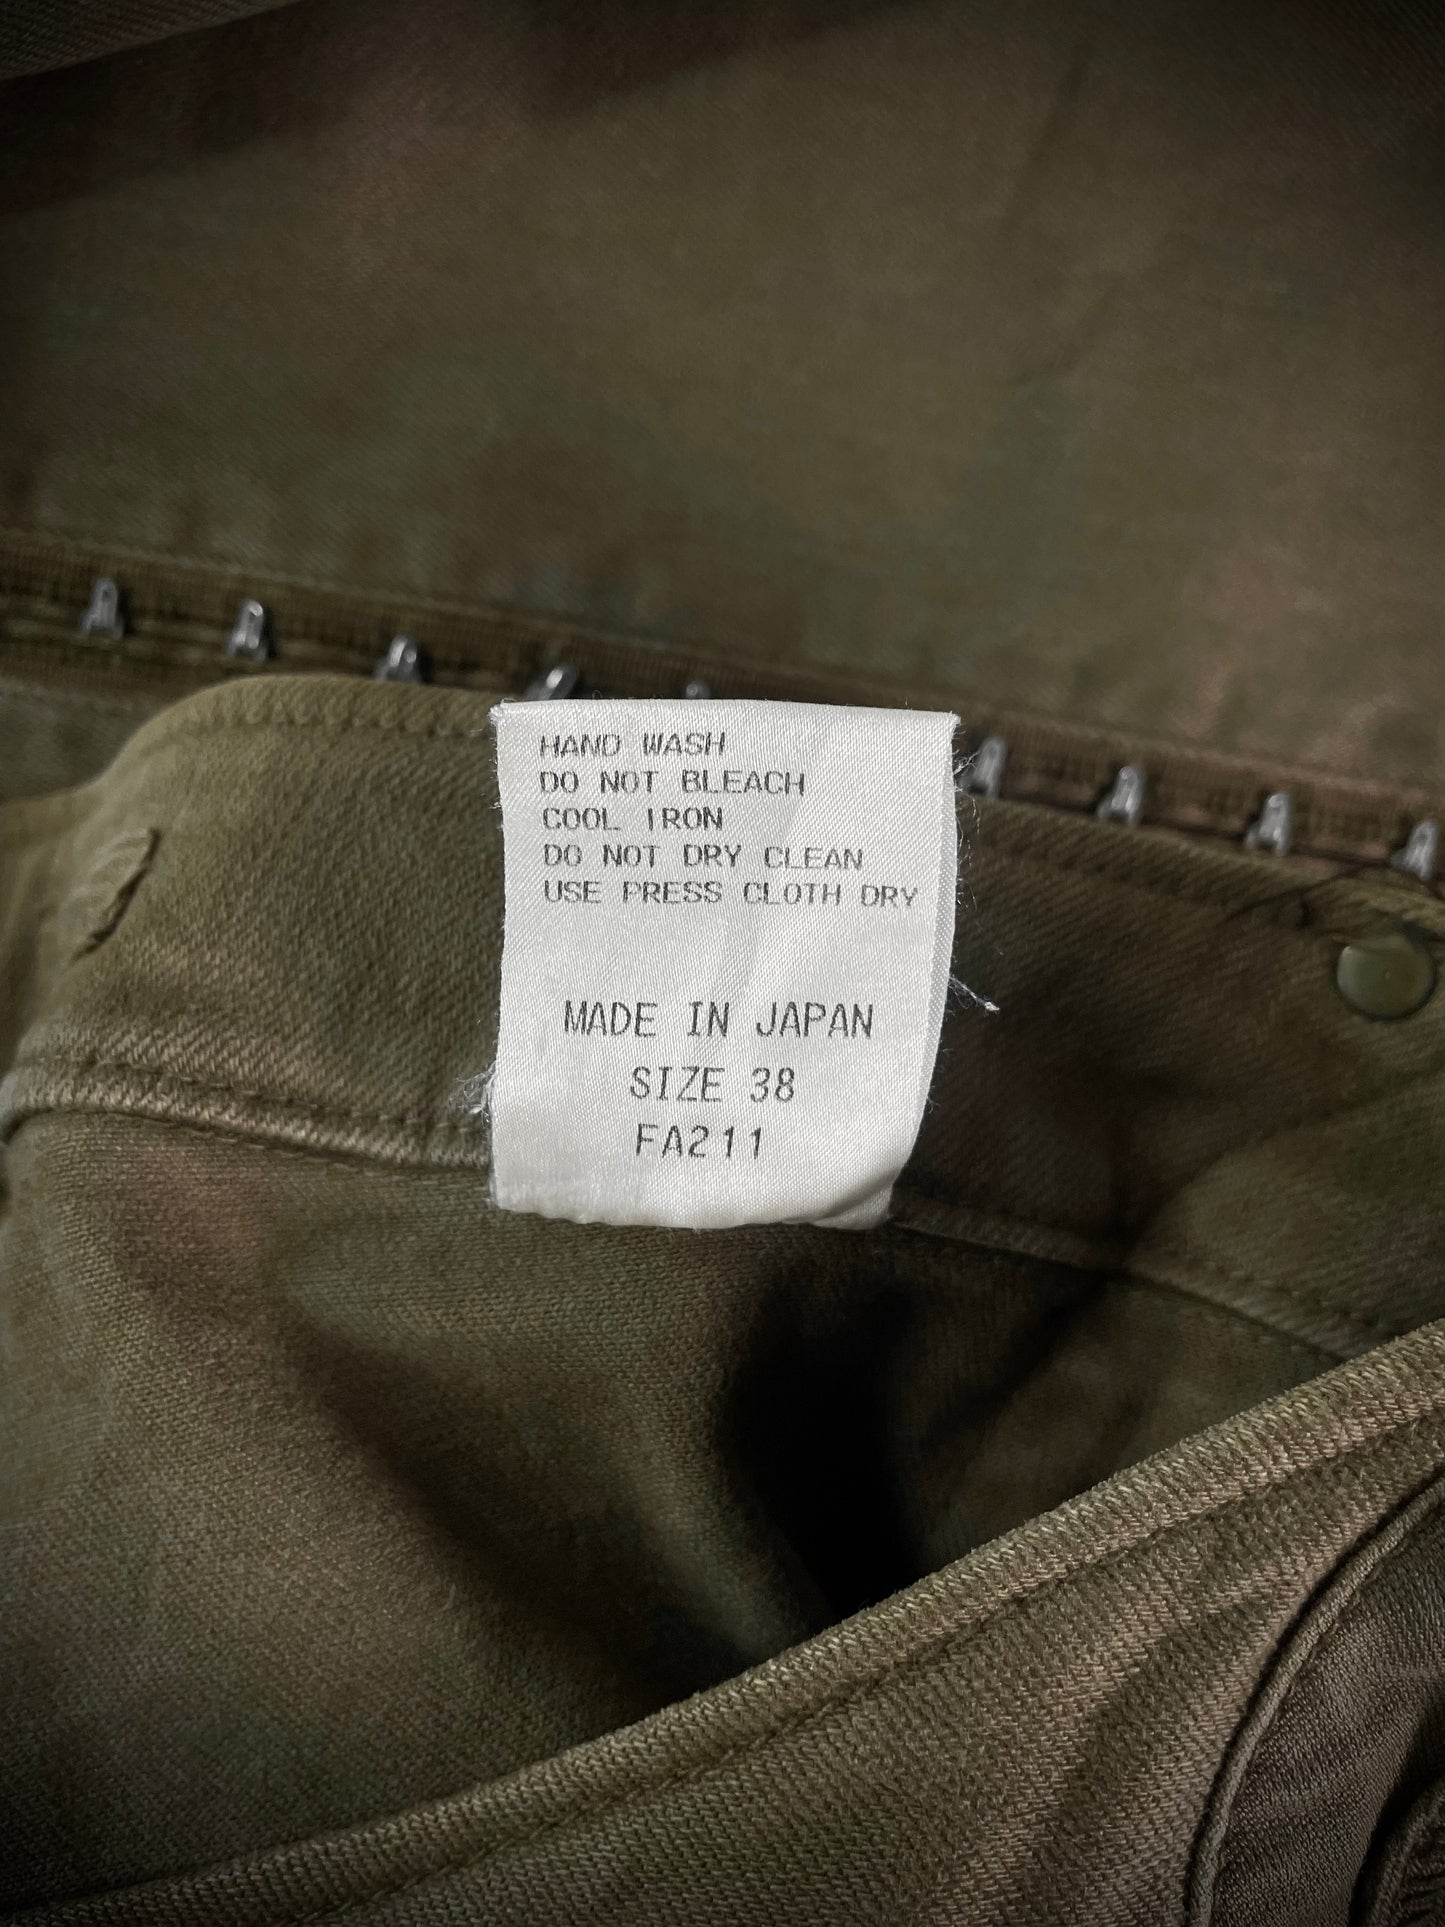 HAND WASH
DO NOT BLEACH
COOL IRON
DO NOT DRY CLEAN
USE PRESS CLOTH DRY
MADE IN JAPAN
SIZE 38
FA211